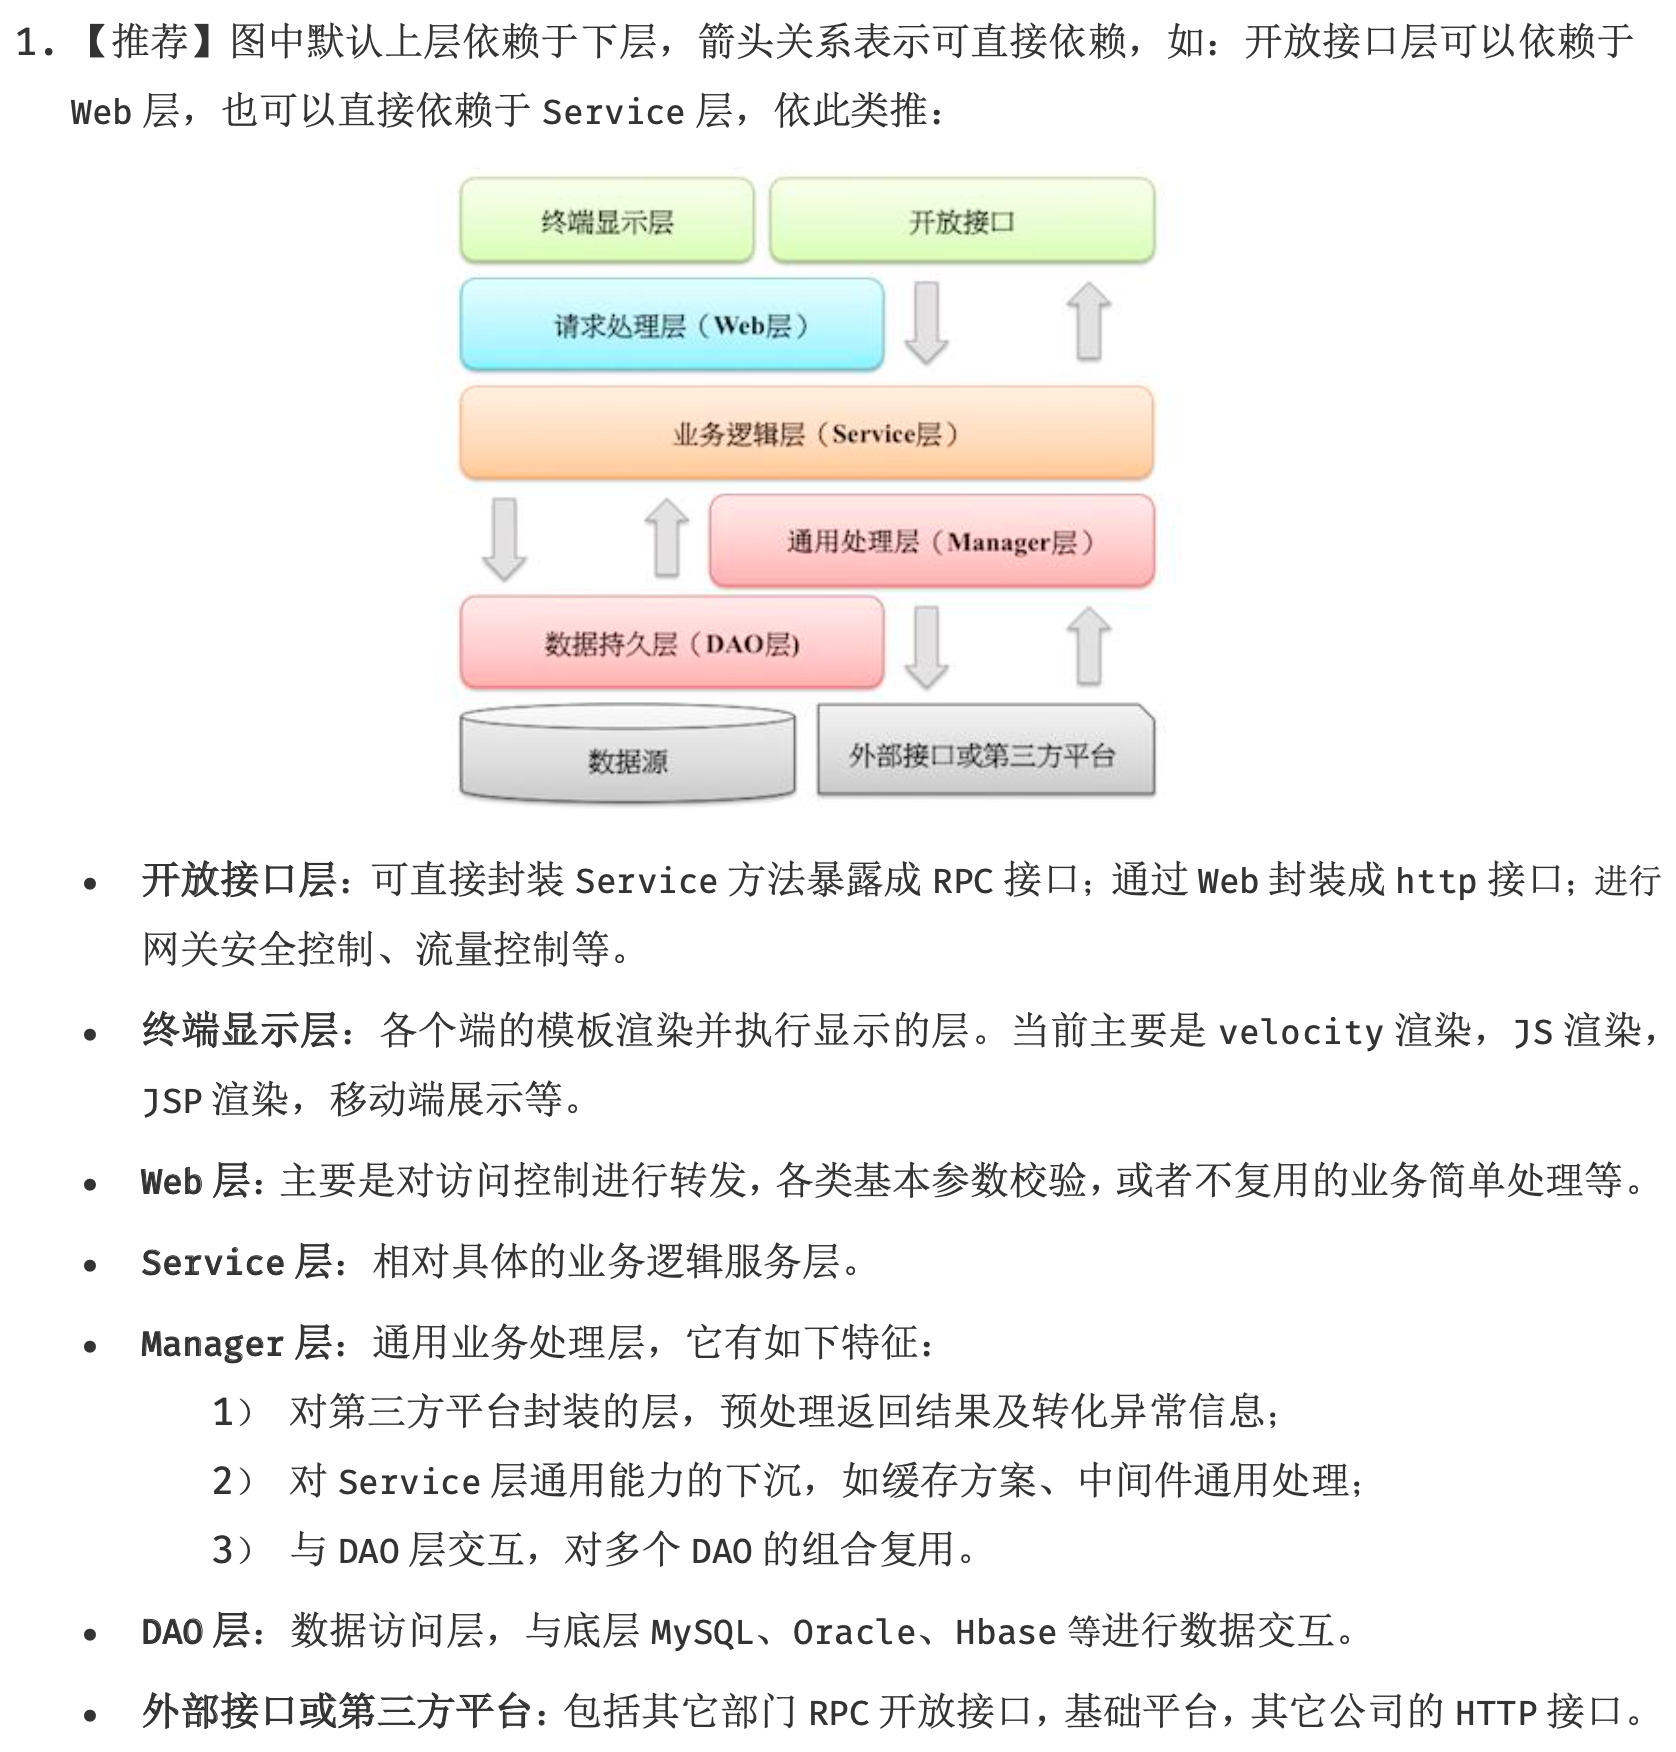 1. 【推荐】图中默认上层依赖于下层，箭头关系表示可直接依赖，如：开放接口层可以依赖于
Web 层，也可以直接依赖于 Service 层，依此类推：
终端显示层
开放接口
请求处理层（Web层）
业务逻辑层（Service层）
通用处理层（Manager层）
数据持久层（DAO层)
数据源
外部接口或第三方平台
• 开放接口层：可直接封装 Service 方法暴露成 RPC 接口；通过 Web 封装成 http 接口；进行
网关安全控制、流量控制等。
• 终端显示层：各个端的模板渲染并执行显示的层。当前主要是 velocity 渲染，JS 渲染，
JSP 渲染，移动端展示等。
• Web 层：主要是对访问控制进行转发，各类基本参数校验，或者不复用的业务简单处理等。
• Service 层：相对具体的业务逻辑服务层。
• Manager 层：通用业务处理层，它有如下特征：
1） 对第三方平台封装的层，预处理返回结果及转化异常信息；
2） 对 Service 层通用能力的下沉，如缓存方案、中间件通用处理；
3） 与 DAO 层交互，对多个 DAO 的组合复用。
• DAO 层：数据访问层，与底层 MySQL、Oracle、Hbase 等进行数据交互。
• 外部接口或第三方平台：包括其它部门 RPC 开放接口，基础平台，其它公司的 HTTP 接口。